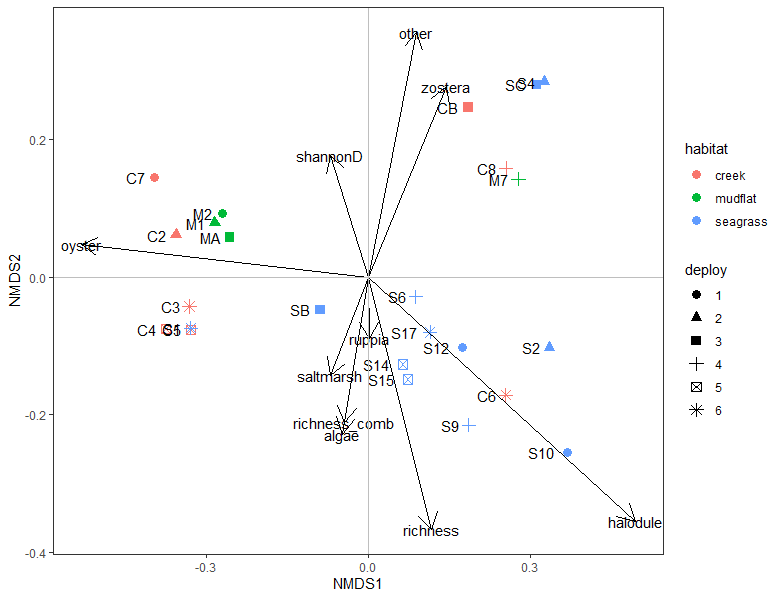 other
zostera
S4
SC
CB
0.2
shannonD
C8
M7
C7
M2
M1
C2
MA
oyster
0.0
S6
C3
SB
S17
C4
S1
ruppia
S12
S2
S14
saltmarsh
S15
C6
-0.2
richness_comb
S9
algae
S10
halodule
richness
-0.4
-0.3
0.0
0.3
NMDS1
NMDS2
habitat
creek
mudflat
seagrass
deploy
1
2
3
4
5
6